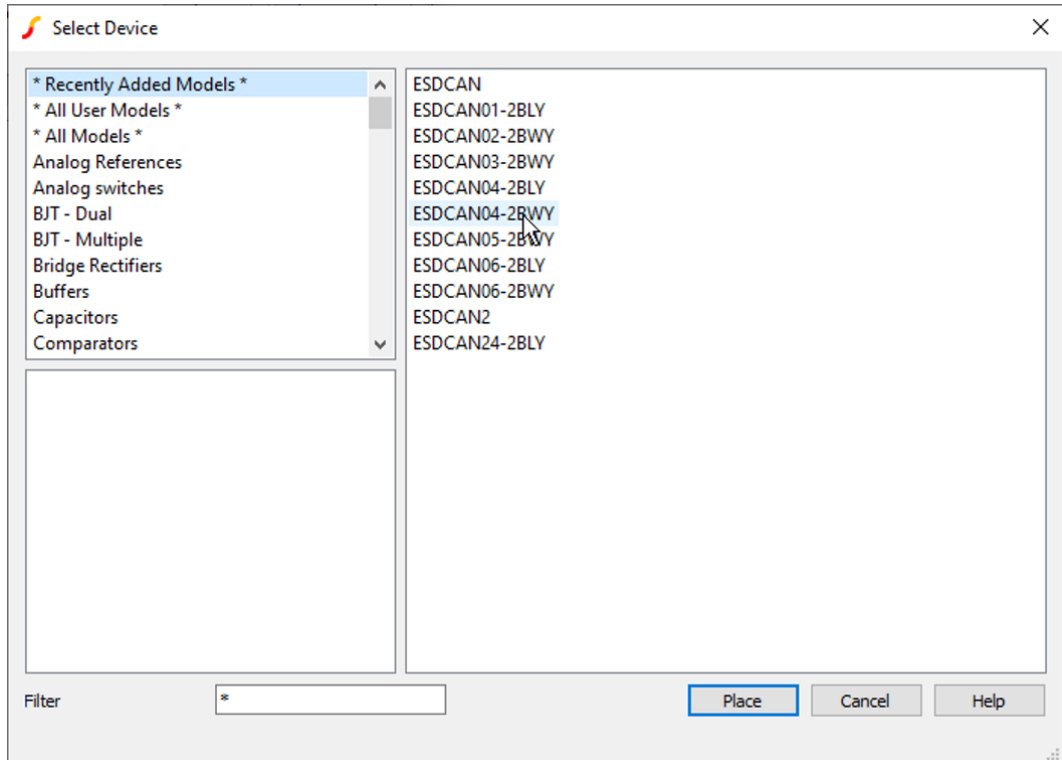 Select Device
* Recently Added Models *
* All User Models *
* All Models *
Analog References
Analog switches
BJT - Dual
BJT - Multiple
Bridge Rectifiers
Buffers
Capacitors
Comparators
ESDCAN
ESDCAN01-2BLY
ESDCAN02-2BWY
ESDCAN03-2BWY
ESDCAN04-2BLY
ESDCAN04-2BWY
ESDCAN05-2BWY
ESDCAN06-2BLY
ESDCAN06-2BWY
ESDCAN2
ESDCAN24-2BLY
Filter
*
Place
Cancel
Help